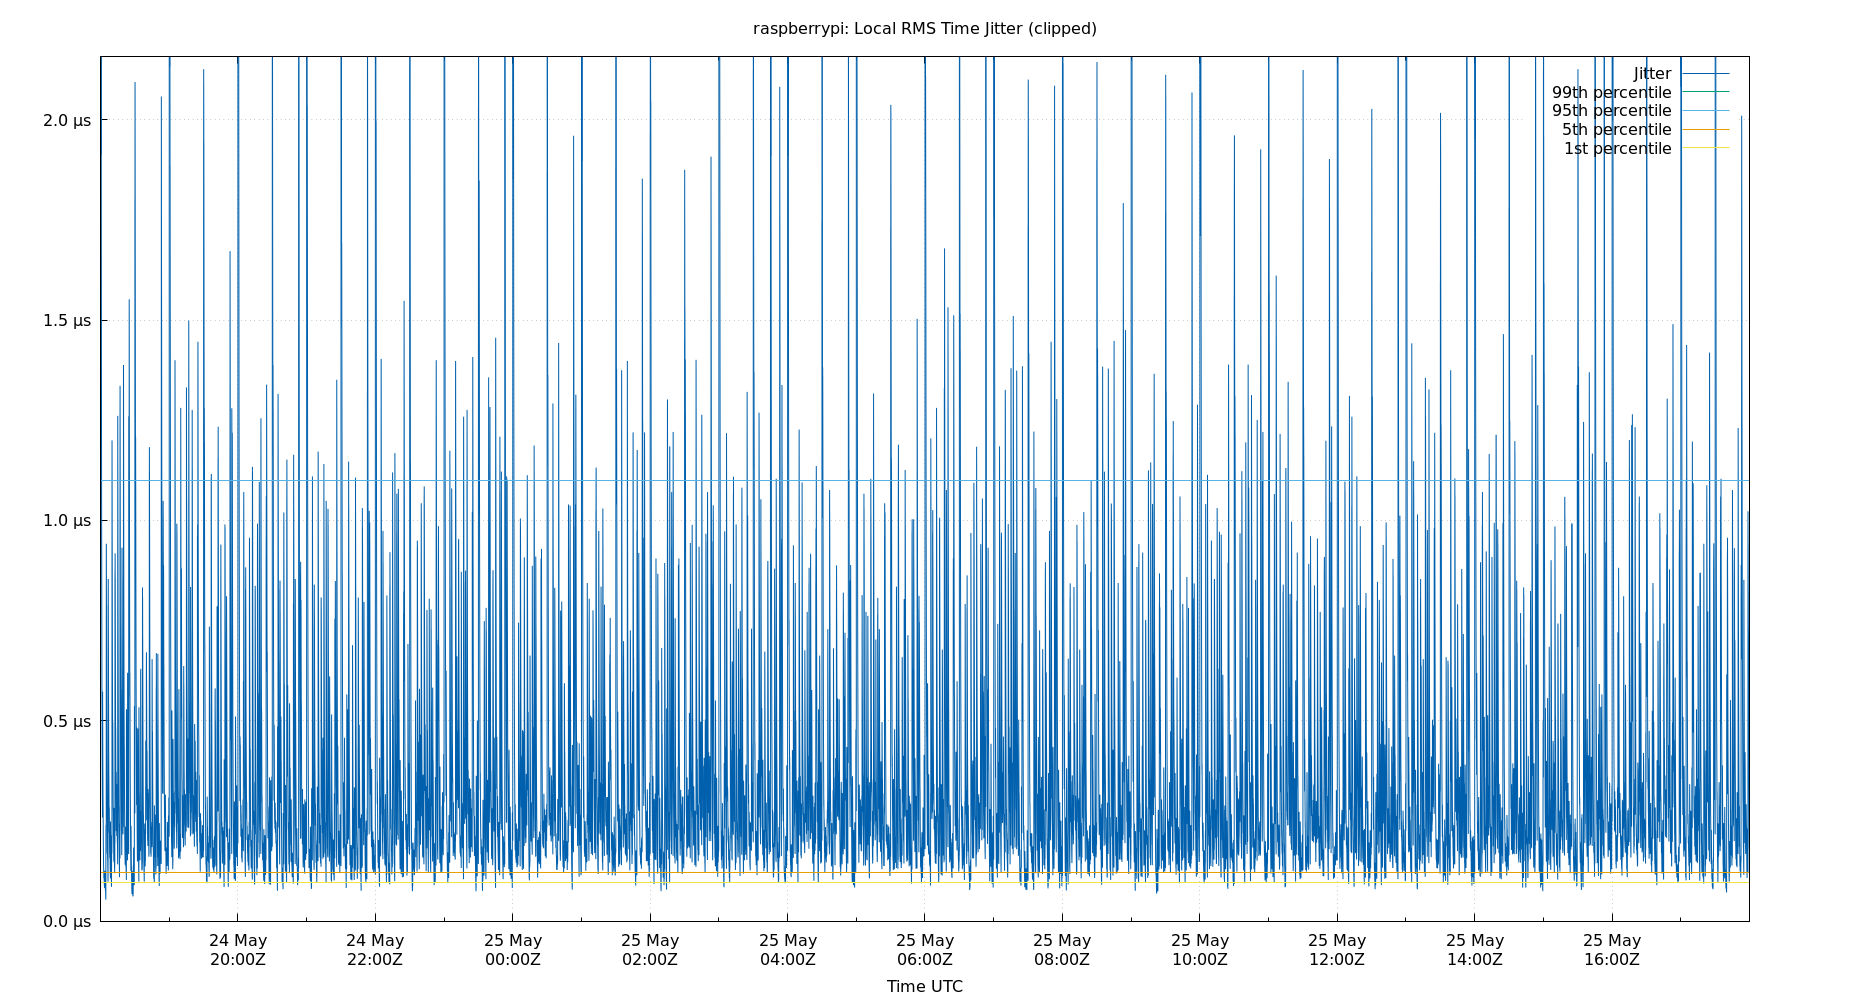 raspberrypi: Local RMS Time Jitter (clipped)
Jitter
99th percentile
95th percentile
5th percentile
1st percentile
2.0 µs
1.5 µs
1.0 µs
0.5 µs
0.0 µs
24 May 24 May 25 May 25 May 25 May 25 May 25 May 25 May 25 May 25 May 25 May
20:00Z 22:00Z 00:00Z 02:00Z 04:00Z 06:00Z 08:00Z 10:00Z 12:00Z 14:00Z 16:00Z
Time UTC